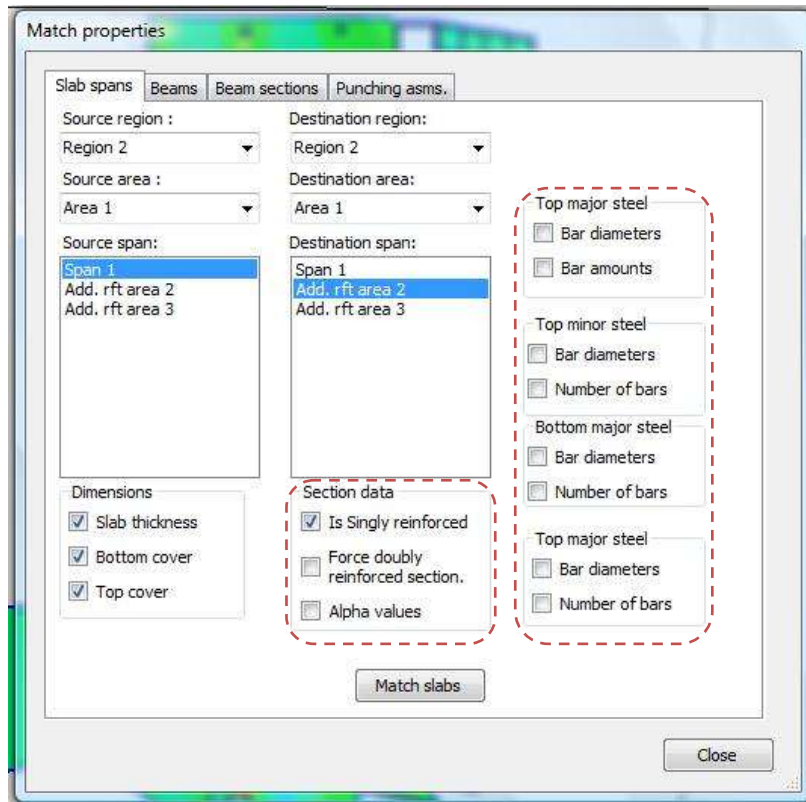 Match properties
Slab spans
Beams
Beam sections
Punching asms.
Source region :
Region 2
Source area :
Area 1
Source span:
Span 1
Add. rft area 2
Add. rft area 3
Destination region:
Region 2
Destination area:
Area 1
Destination span:
Span 1
Add. rft area 2
Add. rft area 3
Top major steel
Bar diameters
Bar amounts
Top minor steel
Bar diameters
Number of bars
Bottom major steel
Bar diameters
Number of bars
Top major steel
Bar diameters
Number of bars
Dimensions
Slab thickness
Bottom cover
Top cover
Section data
Is Singly reinforced
Force doubly
reinforced section.
Alpha values
Match slabs
Close